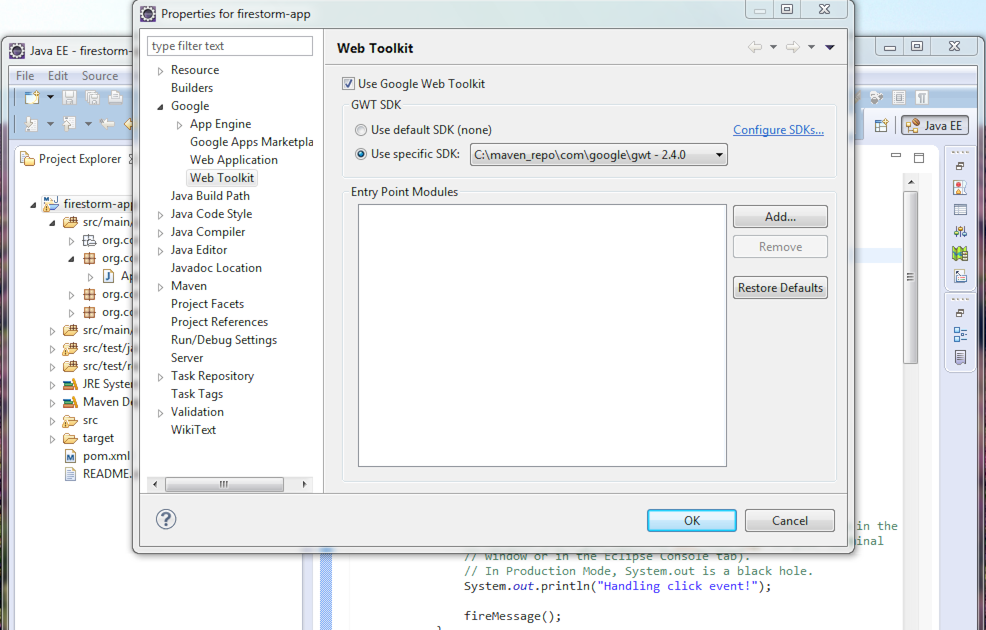 Properties for firestorm-app
Java EE - firestorm-
File Edit Source
Java EE
Project Explorer
firestorm-app
src/main/
org.co
org.co
Ap
org.co
org.co
src/main/
src/test/ja
src/test/r
JRE System
Maven De
src
target
pom.xml
README.
type filter text
Resource
Builders
Google
App Engine
Google Apps Marketpla
Web Application
Web Toolkit
Java Build Path
Java Code Style
Java Compiler
Java Editor
Javadoc Location
Maven
Project Facets
Project References
Run/Debug Settings
Server
Task Repository
Task Tags
Validation
WikiText
Web Toolkit
Use Google Web Toolkit
GWT SDK
Use default SDK (none)
Configure SDKs...
Use specific SDK:
C:\maven_repo\com\google\gwt - 2.4.0
Entry Point Modules
Add...
Remove
Restore Defaults
OK
Cancel
in the
minal
// window or in the Eclipse Console tab).
// In Production Mode, System.out is a black hole.
System.out.println("Handling click event!");
fireMessage();